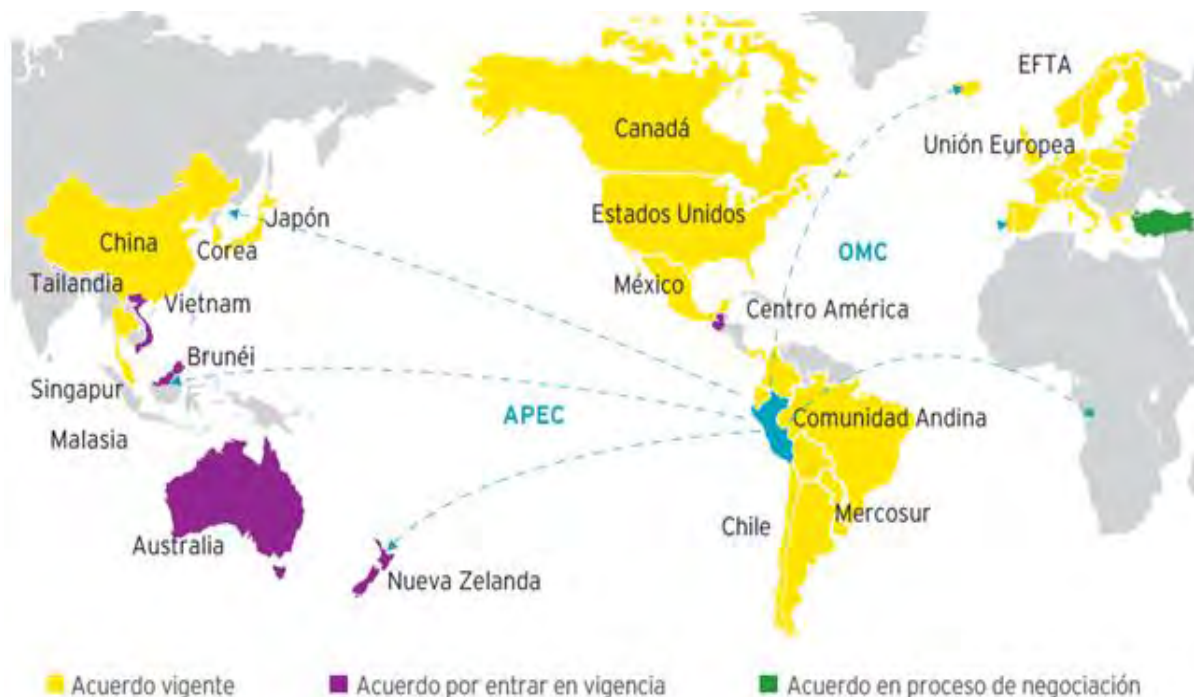 EFTA
Canadá
Unión Europea
Estados Unidos
Japón
China
Corea
OMC
Tailandia
México
Vietnam
Centro América
Brunéi
Singapur
APEC
Comunidad Andina
Malasia
Mercosur
Chile
Australia
Nueva Zelanda
Acuerdo vigente
Acuerdo por entrar en vigencia
Acuerdo en proceso de negociación